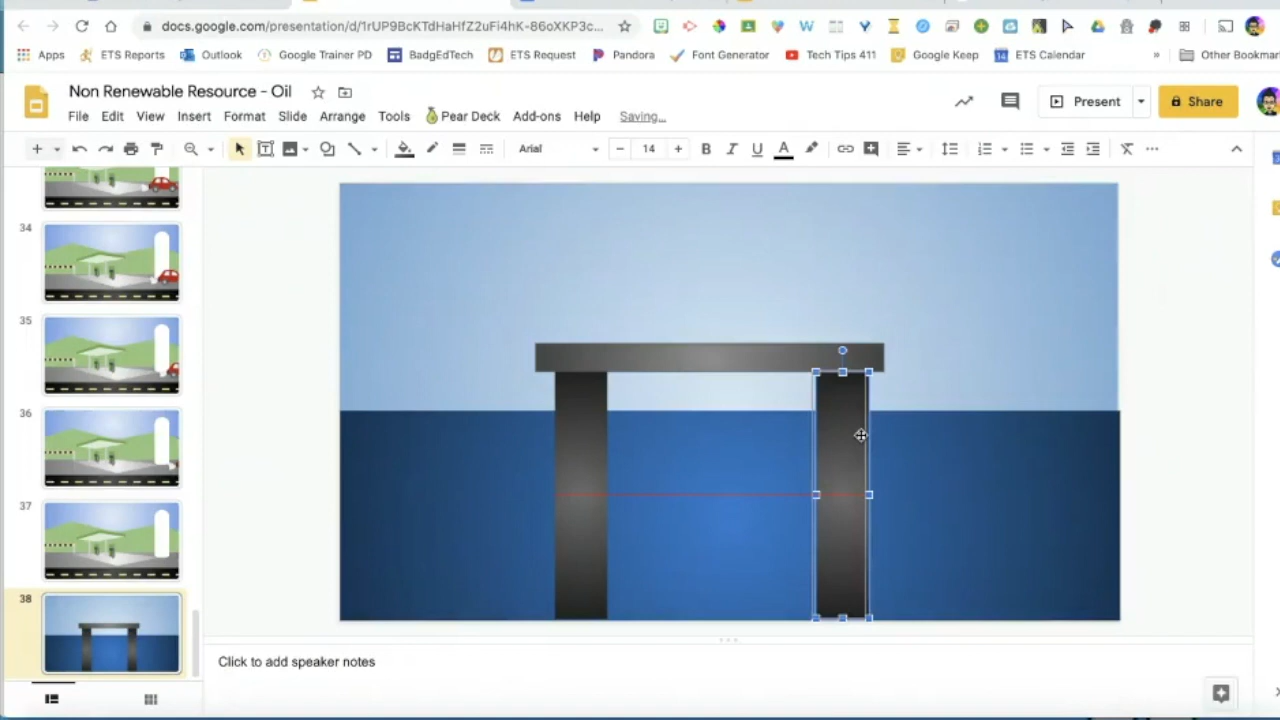 docs.google.com/presentation/d/1rUP9BcKTdHaHfZ2uFi4hK-86oXKP3c...
Apps ETS Reports Outlook Google Trainer PD BadgEdTech ETS Request Pandora Font Generator Tech Tips 411 Google Keep ETS Calendar » Other Bookmar
Non Renewable Resource - Oil
Present
Share
File Edit View Insert Format Slide Arrange Tools Pear Deck Add-ons Help Saving...
Arial
14
B I U A
34
35
36
37
38
Click to add speaker notes